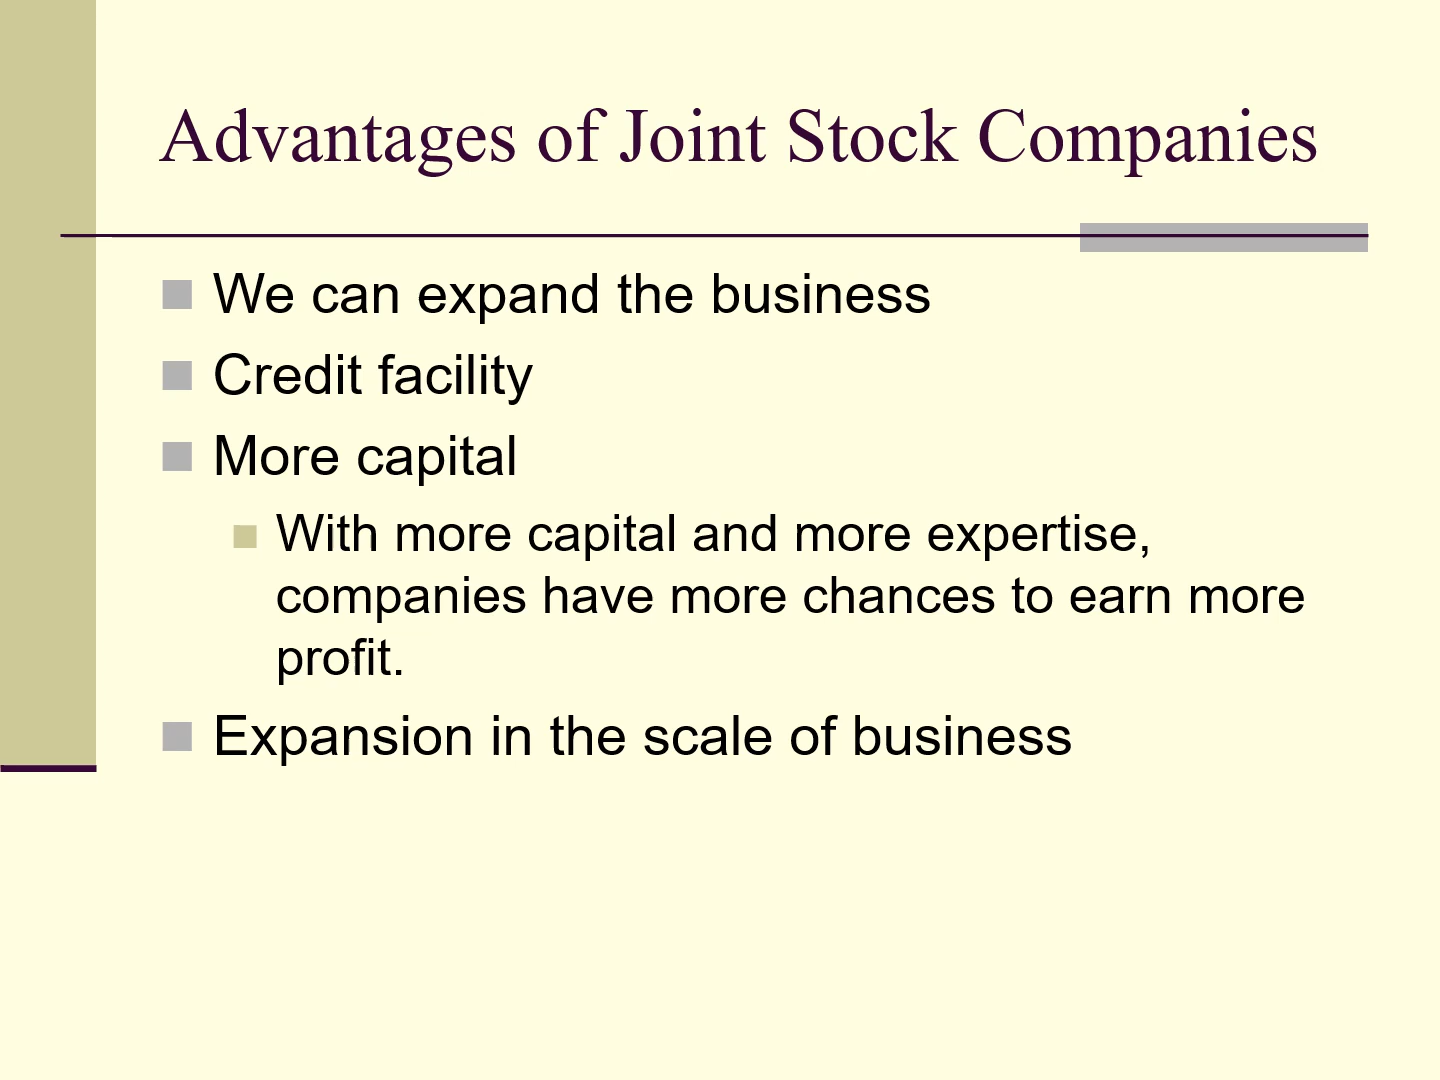 Advantages of Joint Stock Companies
We can expand the business
Credit facility
More capital
With more capital and more expertise,
companies have more chances to earn more
profit.
Expansion in the scale of business